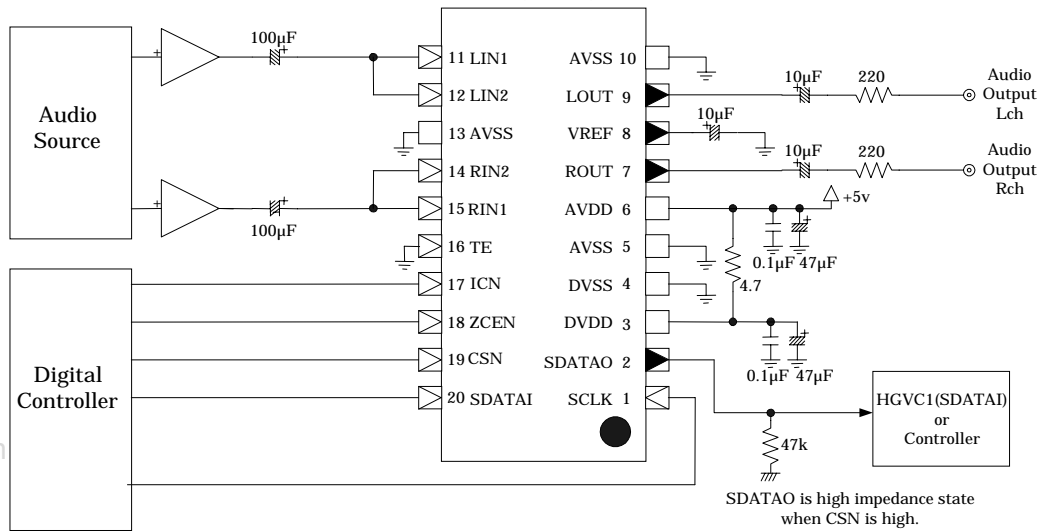 Audio
Source
Digital
Controller
+
100µF
+
+
100µF
+
11 LIN1
12 LIN2
13 AVSS
14 RIN2
15 RIN1
16 TE
17 ICN
18 ZCEN
19 CSN
20 SDATAI
AVSS 10
LOUT 9
VREF 8
ROUT 7
AVDD 6
AVSS 5
DVSS 4
DVDD 3
SDATAO 2
SCLK 1
10µF
+
220
Audio
Output
Lch
10µF
+
10µF
+
220
Audio
Output
Rch
+5v
+
0.1µF 47µF
4.7
+
0.1µF 47µF
HGVC1(SDATAI)
or
Controller
47k
SDATAO is high impedance state
when CSN is high.